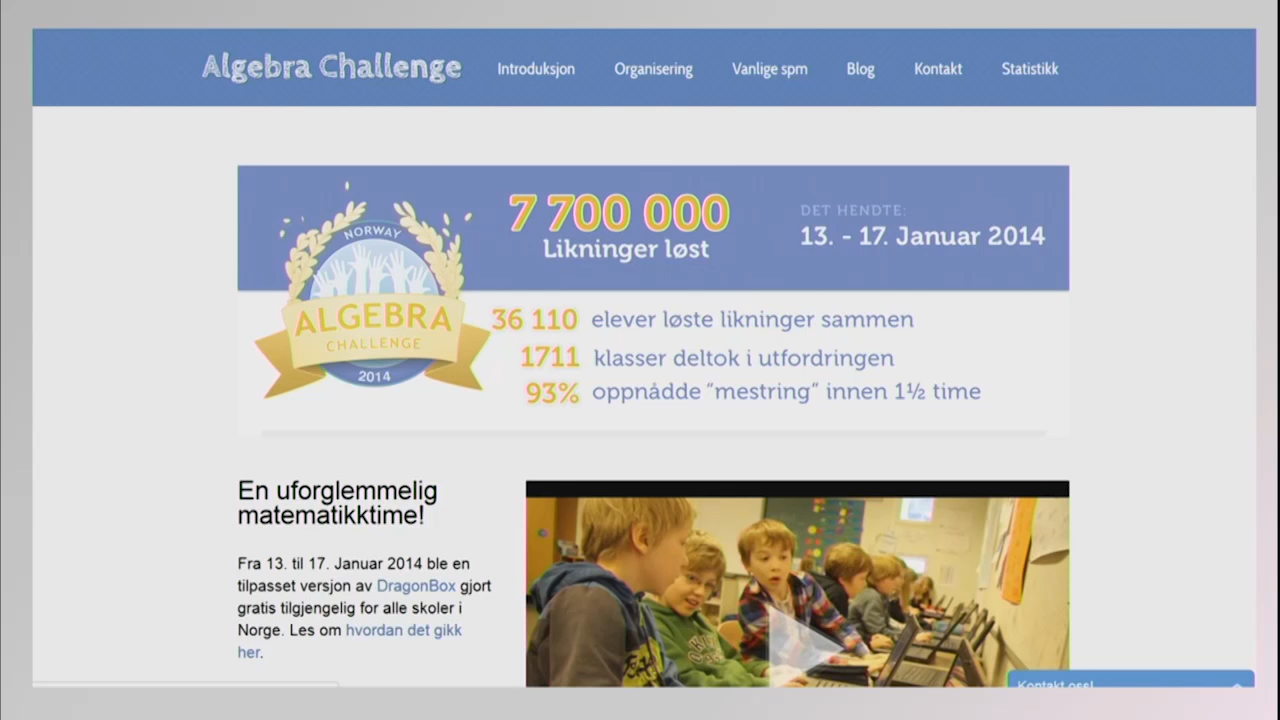 Algebra Challenge
Introduksjon
Organisering
Vanlige spm
Blog
Kontakt
Statistikk
NORWAY
ALGEBRA
CHALLENGE
2014
7 700 000
Likninger løst
DET HENDTE:
13. - 17. Januar 2014
36 110 elever løste likninger sammen
1711 klasser deltok i utfordringen
93% oppnådde "mestring" innen 1½ time
En uforglemmelig
matematikktime!
Fra 13. til 17. Januar 2014 ble en
tilpasset versjon av DragonBox gjort
gratis tilgjengelig for alle skoler i
Norge. Les om hvordan det gikk
her.
Kontakt oss!